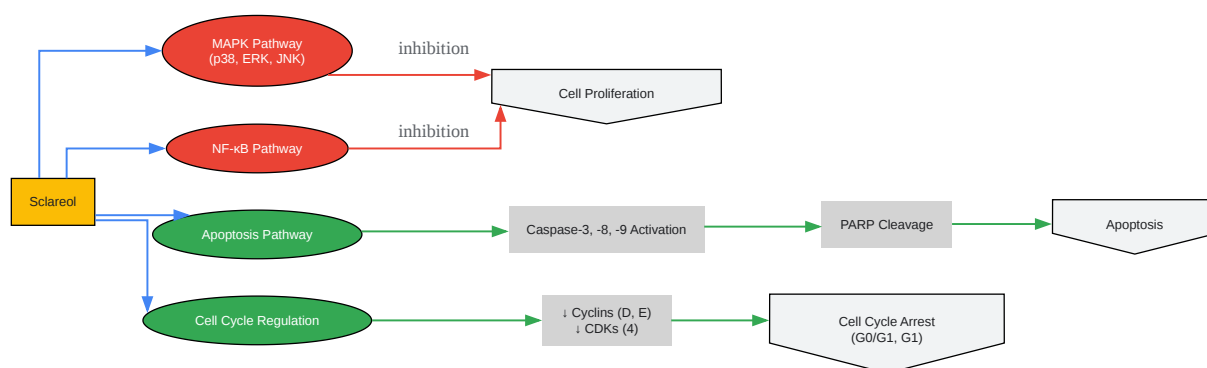 MAPK Pathway
(p38, ERK, JNK)
inhibition
Cell Proliferation
NF-κB Pathway
inhibition
Sclareol
Apoptosis Pathway
Caspase-3, -8, -9 Activation
PARP Cleavage
Apoptosis
Cell Cycle Regulation
↓ Cyclins (D, E)
↓ CDKs (4)
Cell Cycle Arrest
(G0/G1, G1)